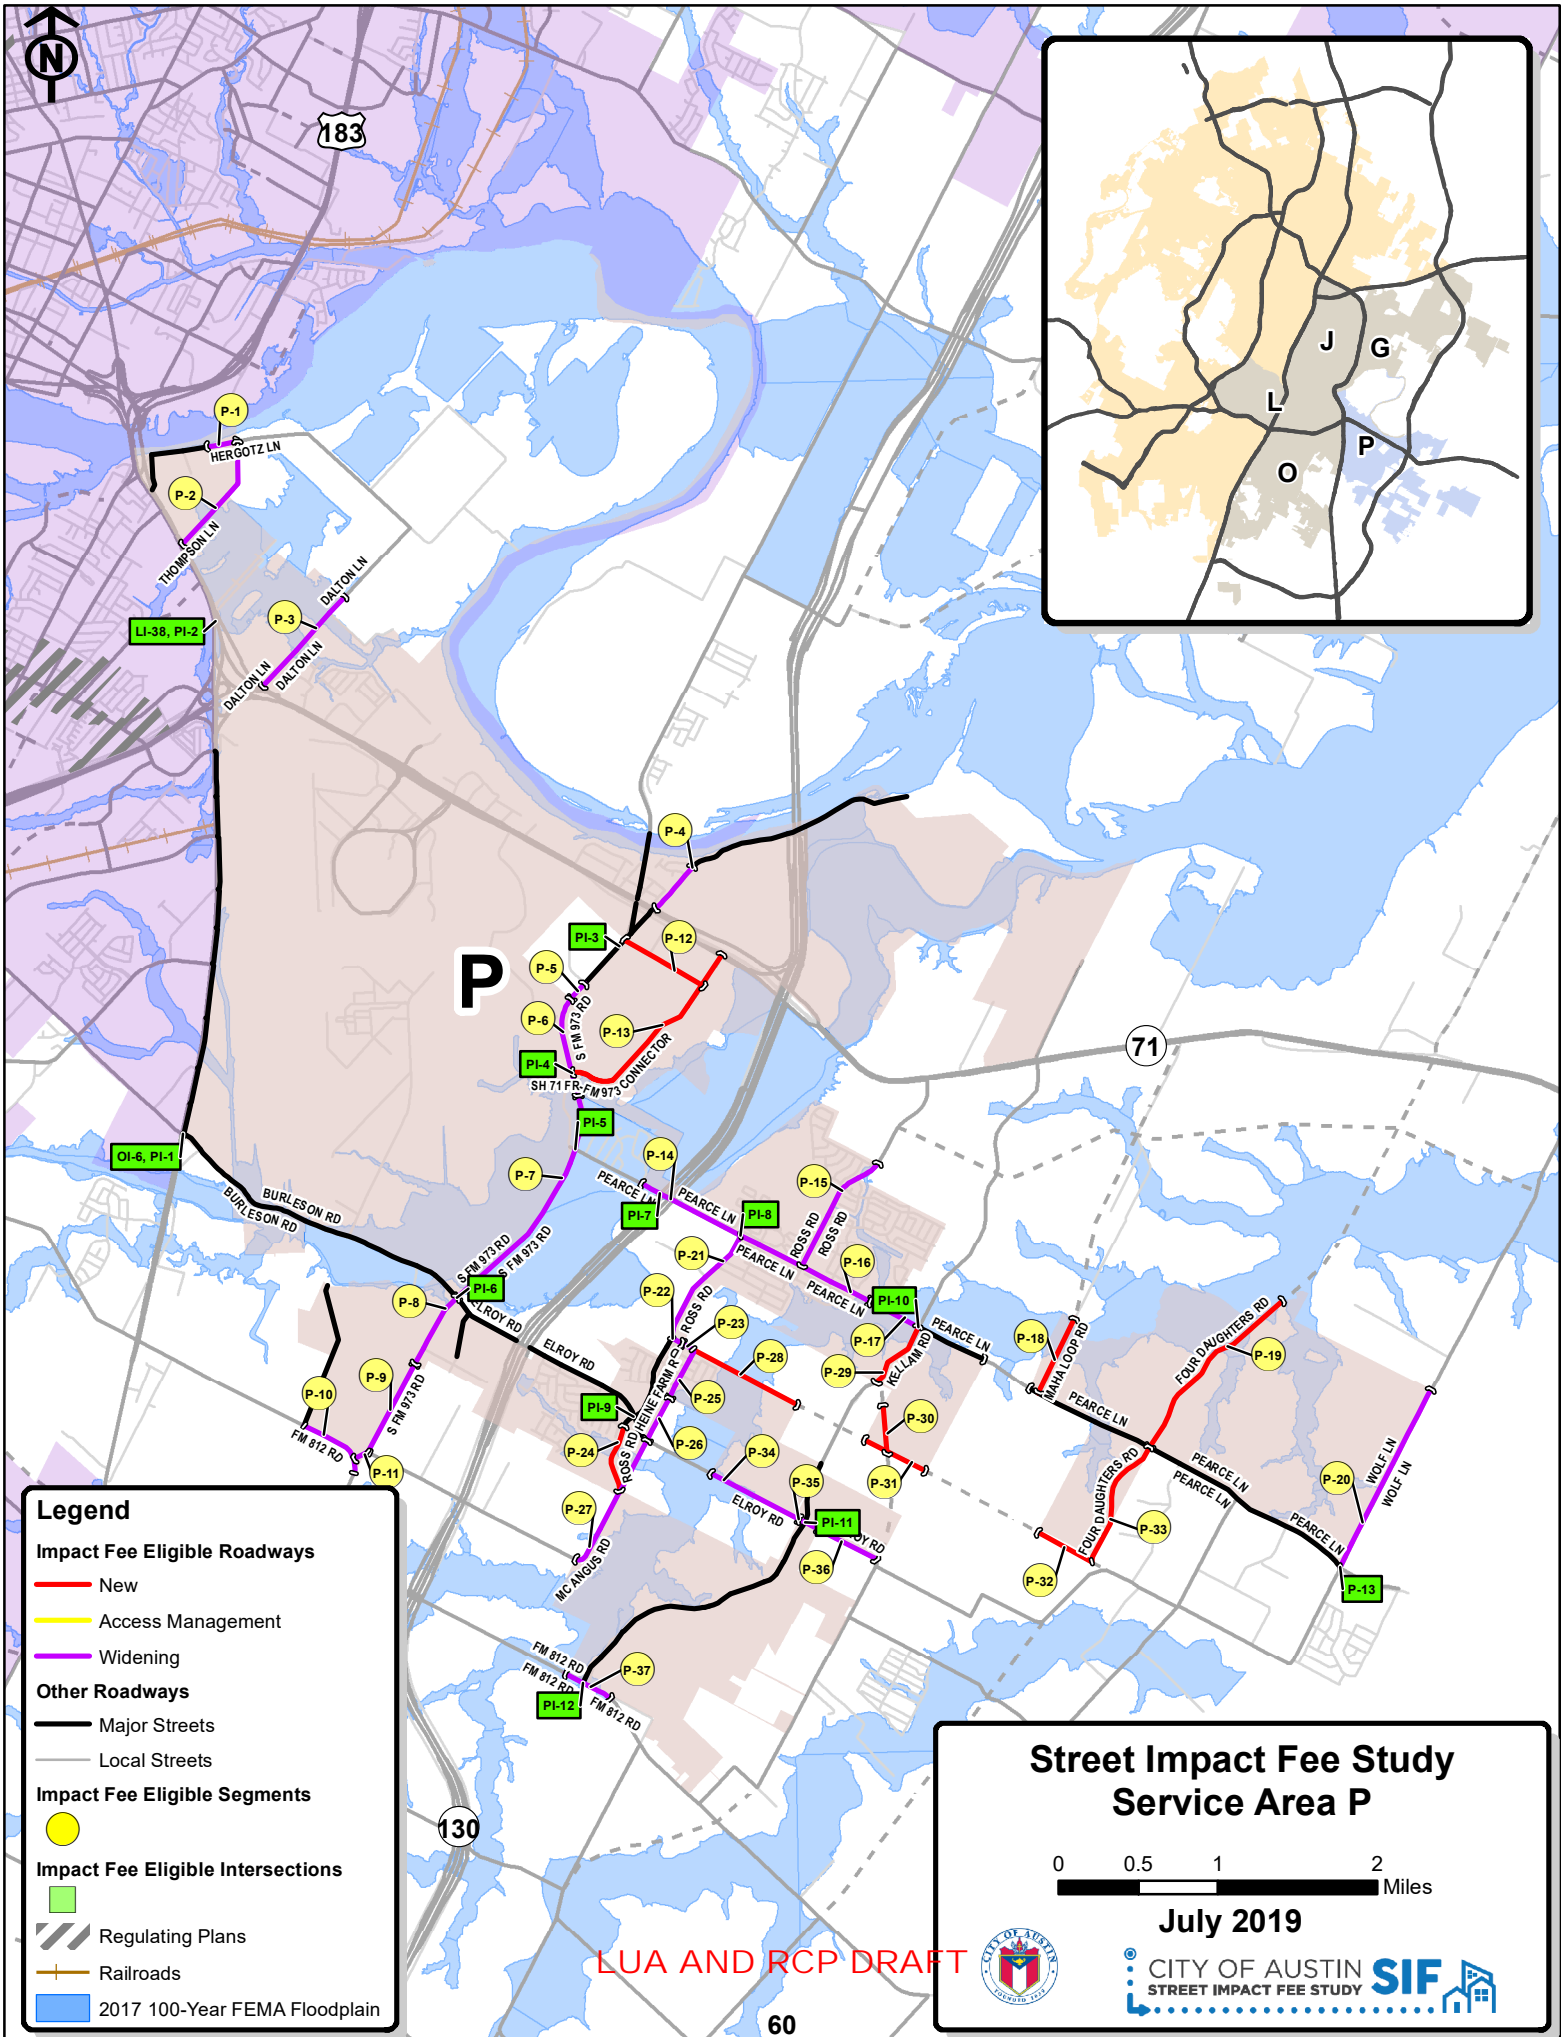 N
183
J
G
L
P
O
P-1
HERGOTZ LN
P-2
THOMPSON LN
DALTON LN
P-3
LI-38, PI-2
DALTON LN
DALTON LN
P-4
PI-3
P-12
P
P-5
P-6
S FM 973 RD
P-13
PI-4
SH 71 FR-FM 973 CONNECTOR
71
PI-5
OI-6, PI-1
P-14
P-7
PEARCE LN
PEARCE LN
P-15
PI-7
PI-8
BURLESON RD
BURLESON RD
ROSS RD
ROSS RD
S FM 973 RD
S FM 973 RD
P-21
PEARCE LN
P-16
PEARCE LN
PI-6
P-8
ELROY RD
P-22
ROSS RD
P-23
PI-10
P-17
PEARCE LN
P-18
MAHA LOOP RD
FOUR DAUGHTERS RD
P-19
ELROY RD
P-28
P-29
KELLAM RD
P-9
P-10
S FM 973 RD
HEINE FARM RD
P-25
PI-9
P-30
PEARCE LN
FM 812 RD
P-11
P-24
ROSS RD
P-26
P-34
P-31
FOUR DAUGHTERS RD
PEARCE LN
PEARCE LN
WOLF LN
WOLF LN
P-20
P-35
P-27
ELROY RD
PI-11
ROY RD
P-33
PEARCE LN
MC ANGUS RD
P-36
P-32
P-13
FM 812 RD
FM 812 RD
P-37
PI-12
FM 812 RD
130
Legend
Impact Fee Eligible Roadways
New
Access Management
Widening
Other Roadways
Major Streets
Local Streets
Impact Fee Eligible Segments
Impact Fee Eligible Intersections
Regulating Plans
Railroads
2017 100-Year FEMA Floodplain
Street Impact Fee Study
Service Area P
0 0.5 1 2
Miles
July 2019
CITY OF AUSTIN
FOUNDED 1839
CITY OF AUSTIN
STREET IMPACT FEE STUDY
SIF
LUA AND RCP DRAFT
60